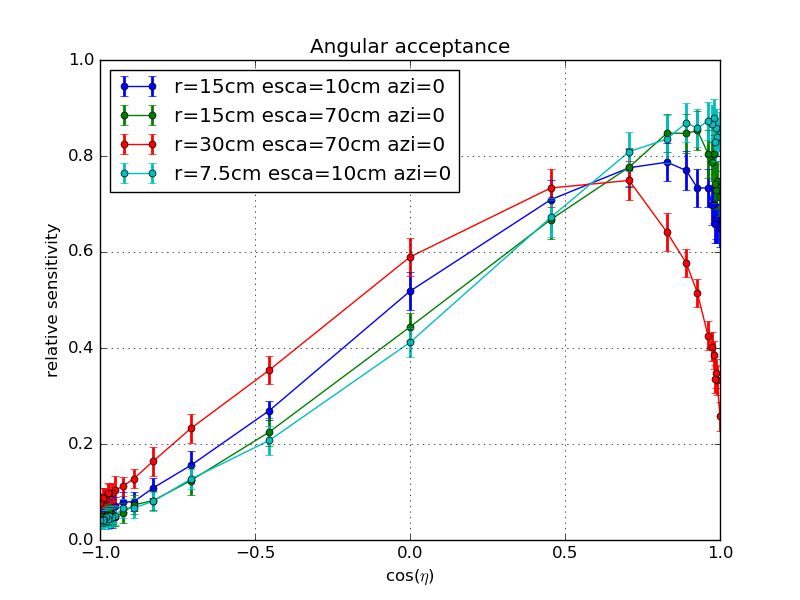 Angular acceptance
r=15cm esca=10cm azi=0
r=15cm esca=70cm azi=0
r=30cm esca=70cm azi=0
r=7.5cm esca=10cm azi=0
relative sensitivity
1.0
0.8
0.6
0.4
0.2
0.0
−1.0 −0.5 0.0 0.5 1.0
cos(η)